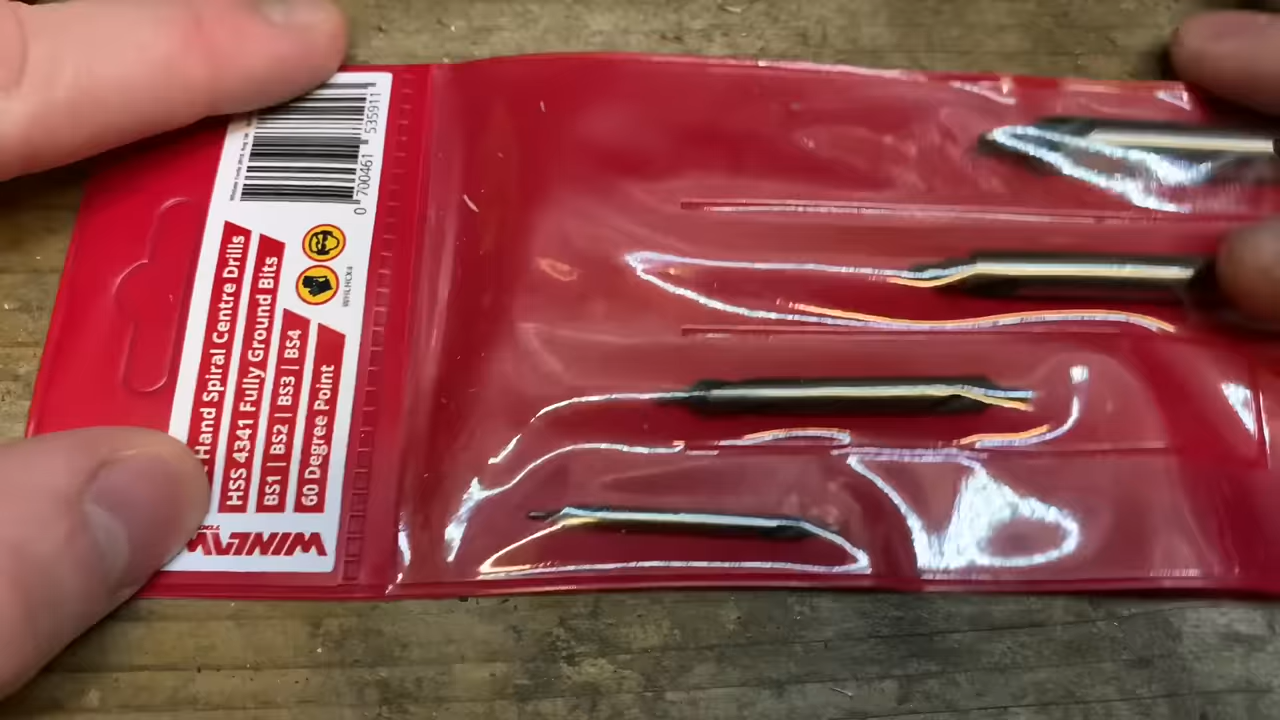 Hand Spiral Centre Drills
HSS 4341 Fully Ground Bits
BS1 | BS2 | BS3 | BS4
60 Degree Point
0 700461 535911